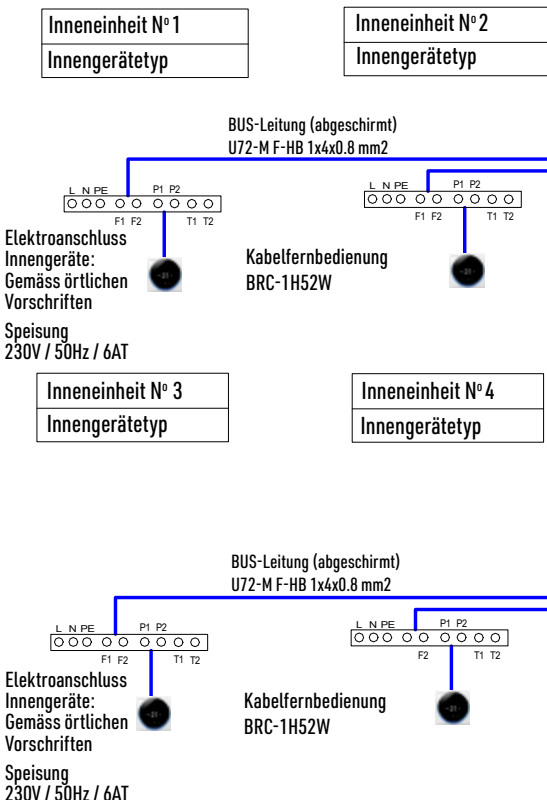 Inneneinheit Nº 1
Innengerätetyp
Inneneinheit Nº 2
Innengerätetyp
BUS-Leitung (abgeschirmt)
U72-M F-HB 1x4x0.8 mm2
L N PE P1 P2
F1 F2 T1 T2
L N PE P1 P2
F1 F2 T1 T2
Elektroanschluss
Innengeräte:
Gemäss örtlichen
Vorschriften
Speisung
230V / 50Hz / 6AT
Kabelfernbedienung
BRC-1H52W
Inneneinheit Nº 3
Innengerätetyp
Inneneinheit Nº 4
Innengerätetyp
BUS-Leitung (abgeschirmt)
U72-M F-HB 1x4x0.8 mm2
L N PE P1 P2
F1 F2 T1 T2
L N PE P1 P2
F2 T1 T2
Elektroanschluss
Innengeräte:
Gemäss örtlichen
Vorschriften
Speisung
230V / 50Hz / 6AT
Kabelfernbedienung
BRC-1H52W